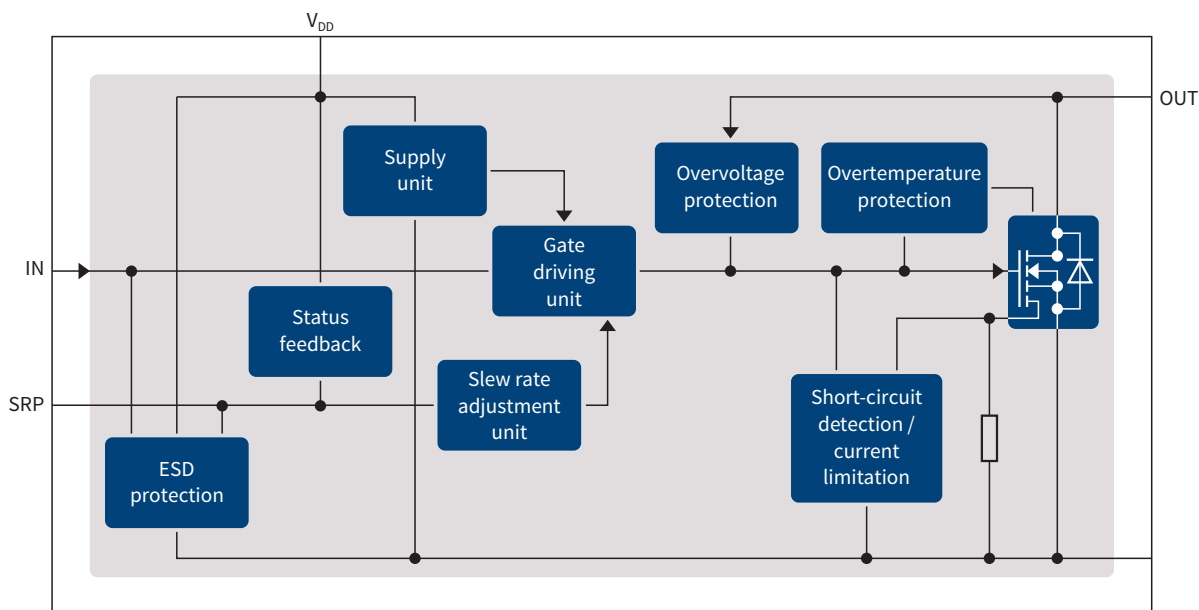 VDD
OUT
Supply
unit
Overvoltage
protection
Overtemperature
protection
IN
Gate
driving
unit
Status
feedback
SRP
Slew rate
adjustment
unit
Short-circuit
detection /
current
limitation
ESD
protection